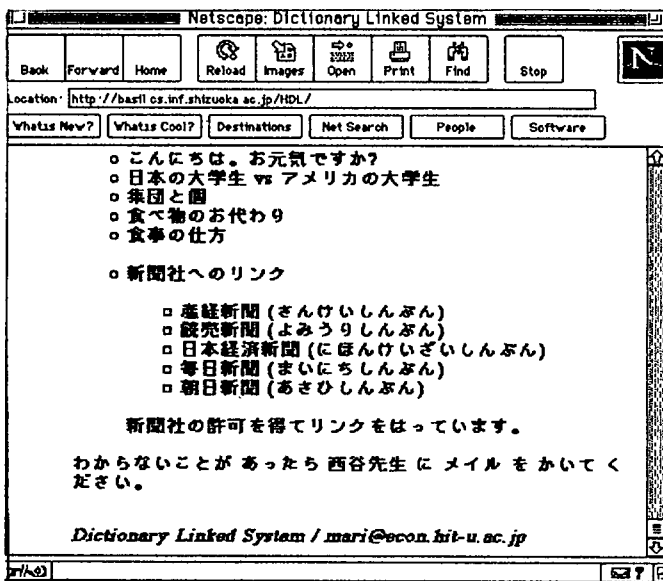 Netscape: Dictionary Linked System
Back Forward Home Reload Images Open Print Find Stop
N
Location: http://basil.cs.inf.shizuoka.ac.jp/HDL/
What's New? What's Cool? Destinations Net Search People Software
こんにちは。お元気ですか?
日本の大学生 vs アメリカの大学生
集団と個
食べ物のお代わり
食事の仕方
新聞社へのリンク
産経新聞 (さんけいしんぶん)
読売新聞 (よみうりしんぶん)
日本経済新聞 (にほんけいざいしんぶん)
毎日新聞 (まいにちしんぶん)
朝日新聞 (あさひしんぶん)
新聞社の許可を得てリンクをはっています。
わからないことが あったら 西谷先生 に メイル を かいて く
ださい。
Dictionary Linked System / mari@econ.hit-u.ac.jp